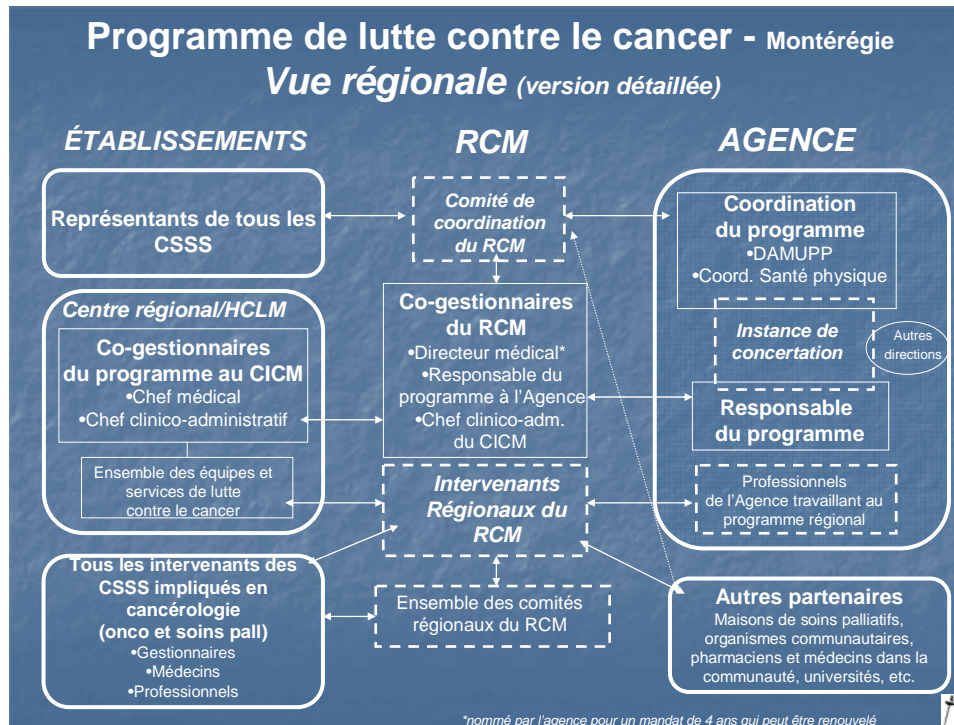 Programme de lutte contre le cancer - Montérégie
Vue régionale (version détaillée)
ÉTABLISSEMENTS
Représentants de tous les
CSSS
Centre régional/HCLM
Co-gestionnaires
du programme au CICM
•Chef médical
•Chef clinico-administratif
Ensemble des équipes et
services de lutte
contre le cancer
Tous les intervenants des
CSSS impliqués en
cancérologie
(onco et soins pall)
•Gestionnaires
•Médecins
•Professionnels
RCM
Comité de
coordination
du RCM
Co-gestionnaires
du RCM
•Directeur médical*
•Responsable du
programme à l'Agence
•Chef clinico-adm.
du CICM
Intervenants
Régionaux du
RCM
Ensemble des comités
régionaux du RCM
AGENCE
Coordination
du programme
•DAMUPP
•Coord. Santé physique
Instance de
concertation
Autres
directions
Responsable
du programme
Professionnels
de l'Agence travaillant au
programme régional
Autres partenaires
Maisons de soins palliatifs,
organismes communautaires,
pharmaciens et médecins dans la
communauté, universités, etc.
*nommé par l'agence pour un mandat de 4 ans qui peut être renouvelé